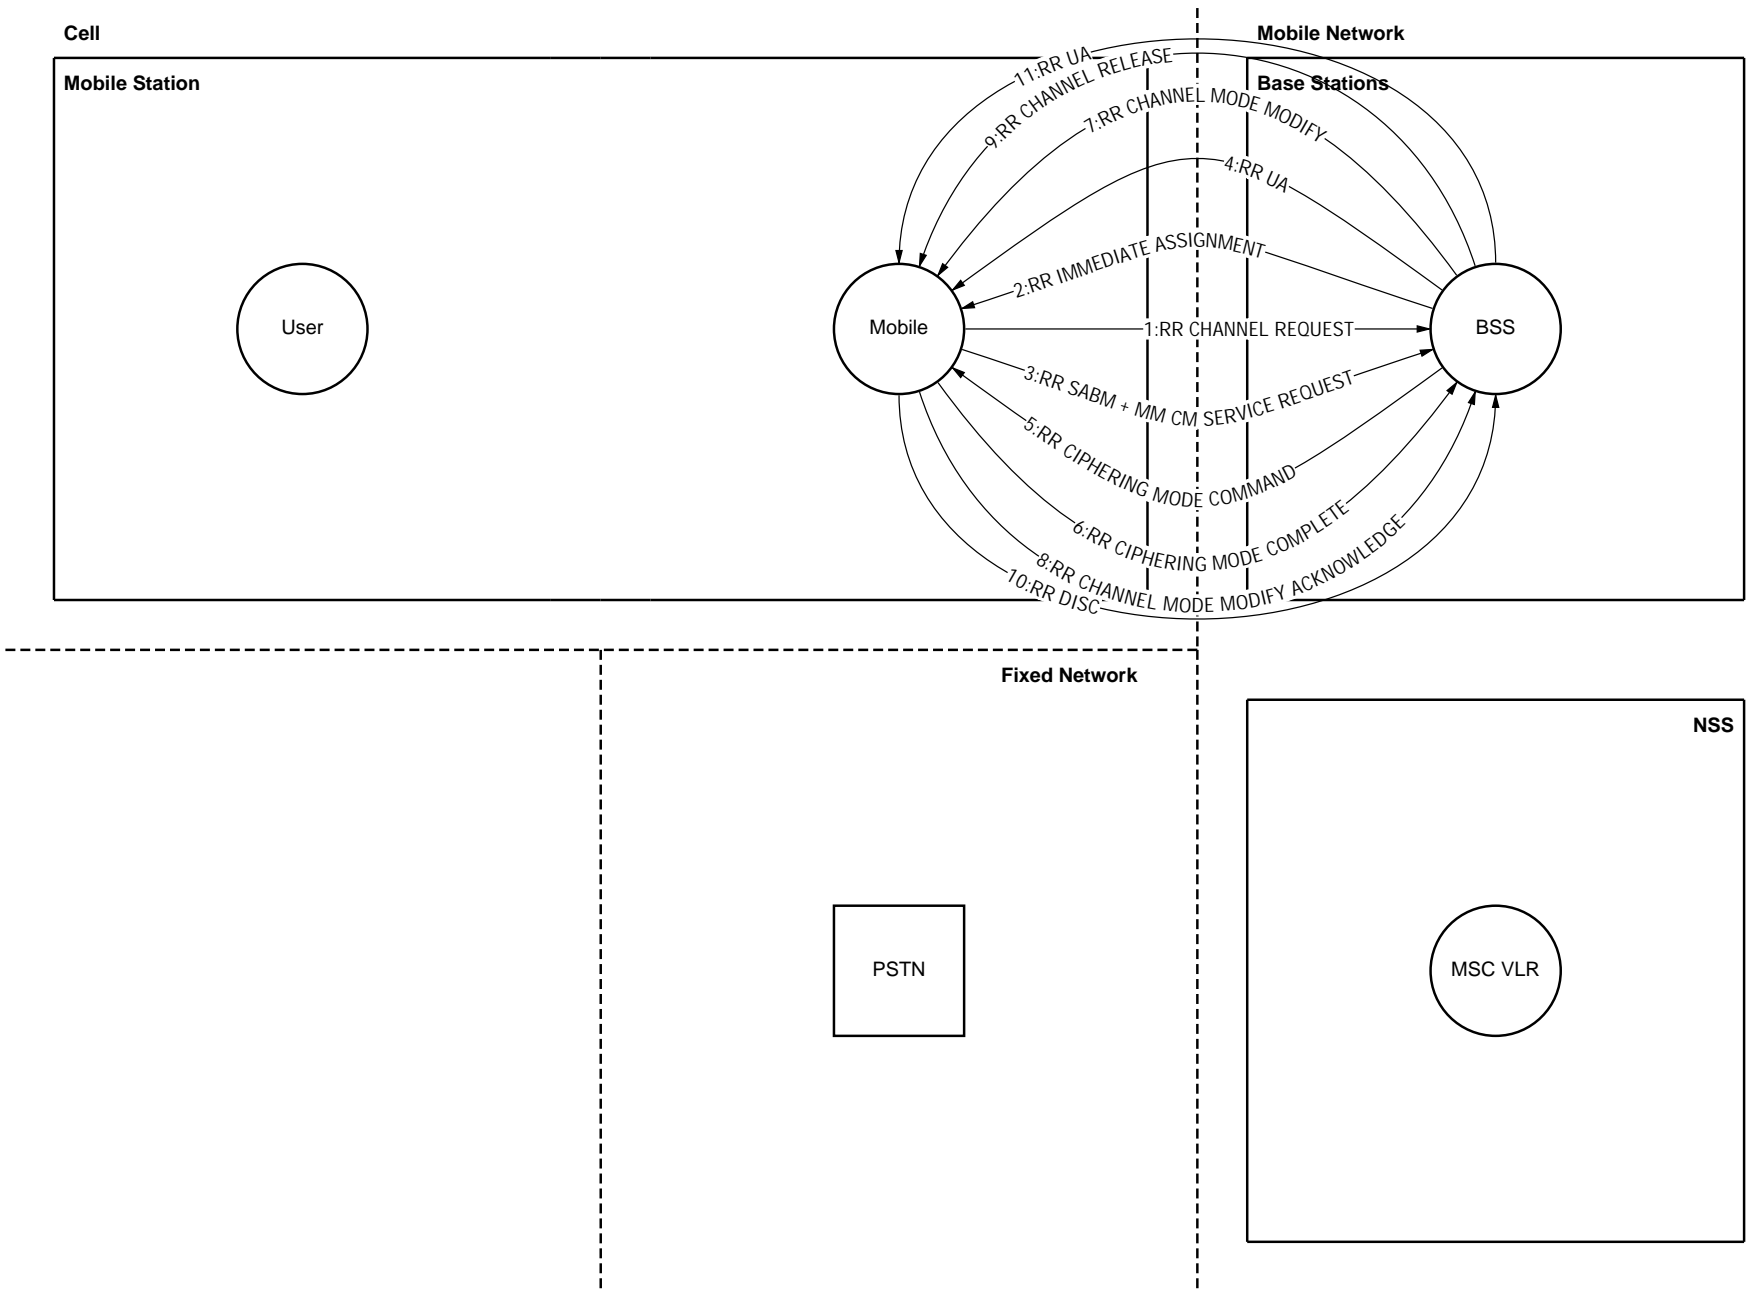 Cell
Mobile Network
Mobile Station
Base Stations
11:RR UA
9:RR CHANNEL RELEASE
7:RR CHANNEL MODE MODIFY
4:RR UA
2:RR IMMEDIATE ASSIGNMENT
User
Mobile
1:RR CHANNEL REQUEST
BSS
3:RR SABM + MM CM SERVICE REQUEST
5:RR CIPHERING MODE COMMAND
6:RR CIPHERING MODE COMPLETE
8:RR CHANNEL MODE MODIFY ACKNOWLEDGE
10:RR DISC
Fixed Network
NSS
PSTN
MSC VLR